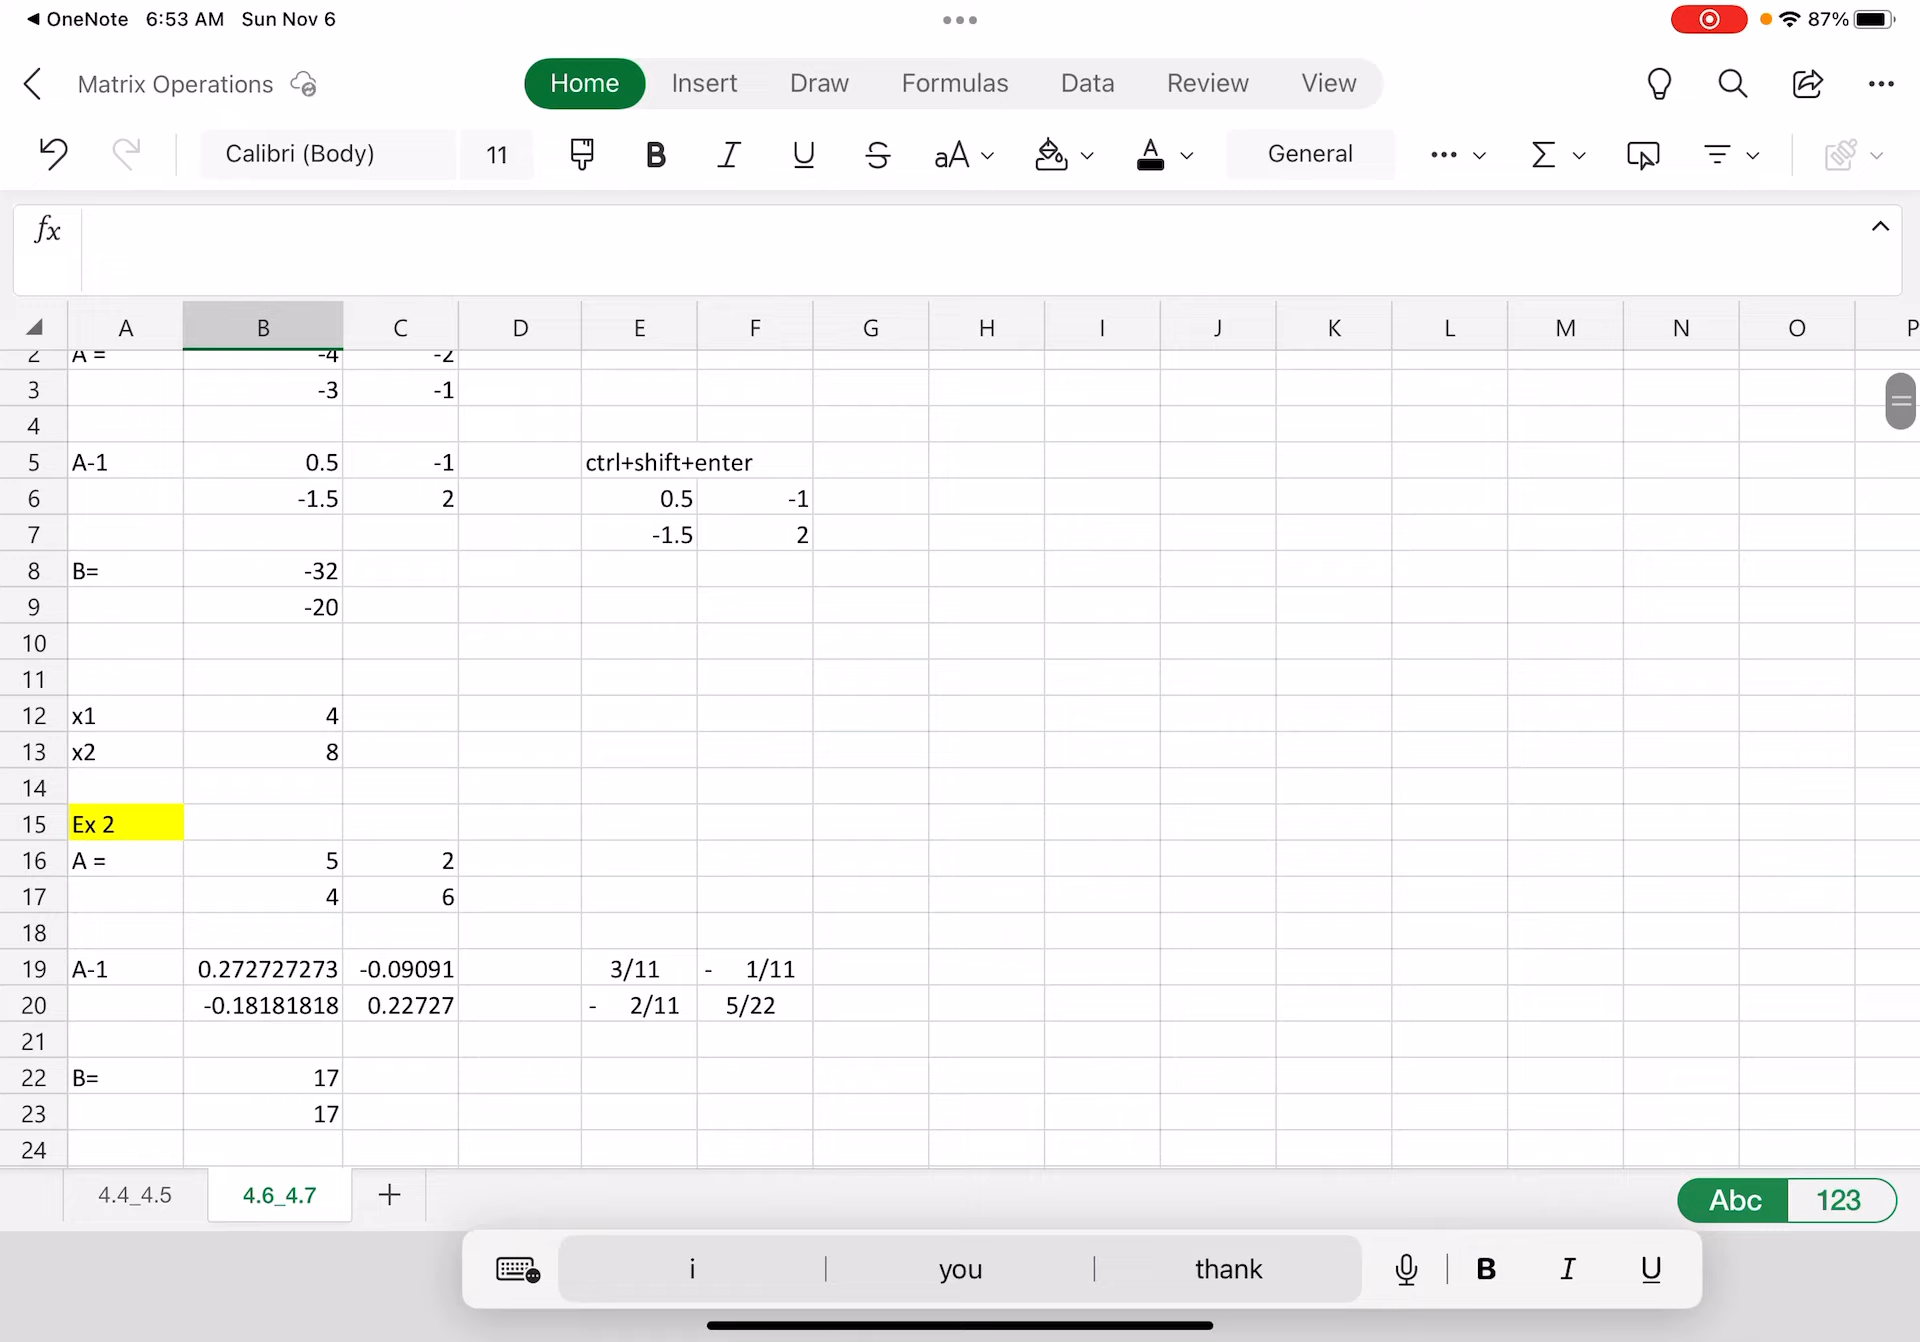 ◀ OneNote 6:53 AM Sun Nov 6 87%
Matrix Operations Home Insert Draw Formulas Data Review View
Calibri (Body) 11 B I U S aA A General Σ
fx
A B C D E F G H I J K L M N O P
2 A = -4 -2
3 -3 -1
4
5 A-1 0.5 -1 ctrl+shift+enter
6 -1.5 2 0.5 -1
7 -1.5 2
8 B= -32
9 -20
10
11
12 x1 4
13 x2 8
14
15 Ex 2
16 A = 5 2
17 4 6
18
19 A-1 0.272727273 -0.09091 3/11 - 1/11
20 -0.18181818 0.22727 - 2/11 5/22
21
22 B= 17
23 17
24
4.4_4.5 4.6_4.7 + Abc 123
i you thank B I U